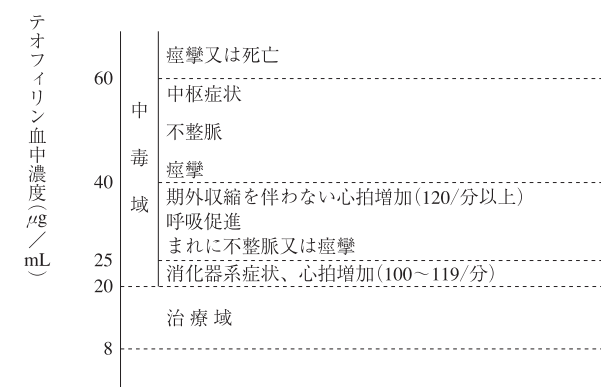 テオフィリン血中濃度(μg/mL)
中毒域
痙攣又は死亡
60
中枢症状
不整脈
痙攣
40
期外収縮を伴わない心拍増加(120/分以上)
呼吸促進
まれに不整脈又は痙攣
25
消化器系症状、心拍増加(100～119/分)
20
治療域
8